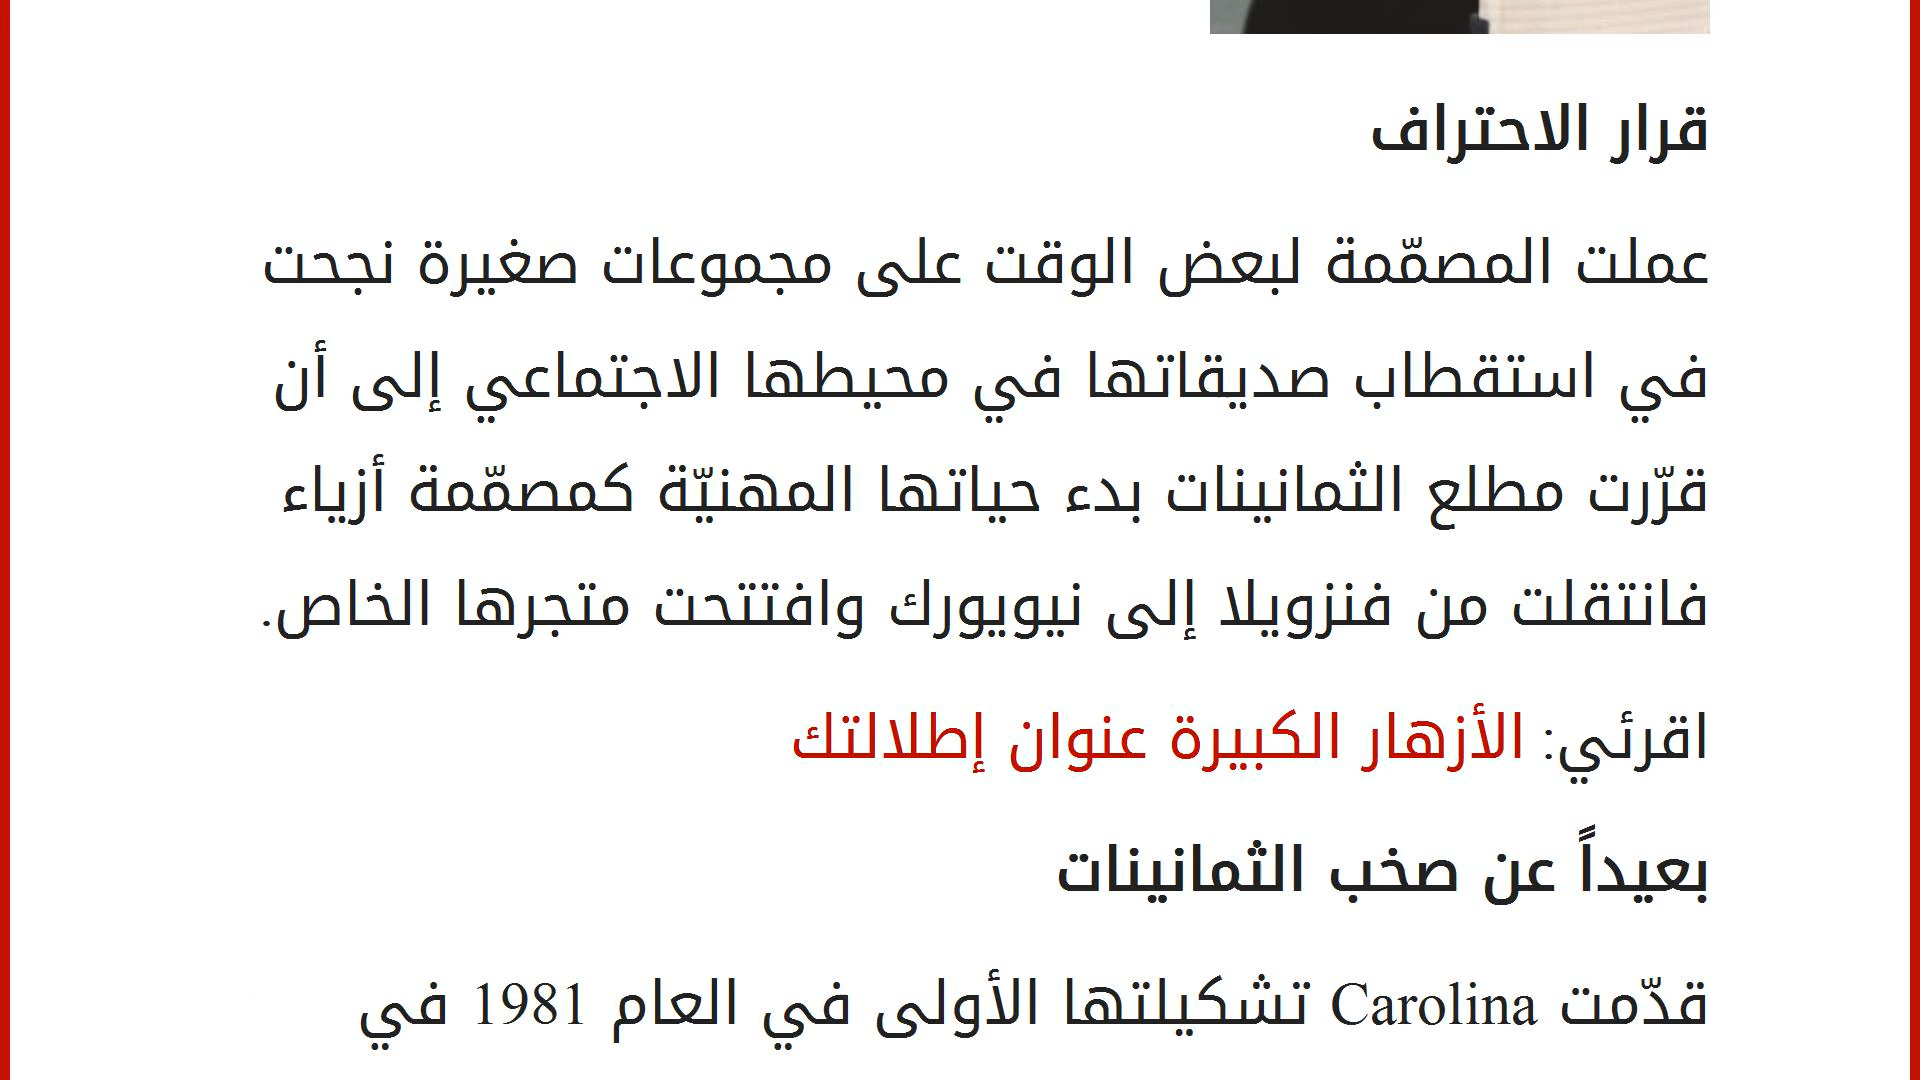 قرار الاحتراف
عملت المصمّمة لبعض الوقت على مجموعات صغيرة نجحت
في استقطاب صديقاتها في محيطها الاجتماعي إلى أن
قرّرت مطلع الثمانينات بدء حياتها المهنيّة كمصمّمة أزياء
فانتقلت من فنزويلا إلى نيويورك وافتتحت متجرها الخاص.
اقرئي: الأزهار الكبيرة عنوان إطلالتك
بعيداً عن صخب الثمانينات
قدّمت Carolina تشكيلتها الأولى في العام 1981 في